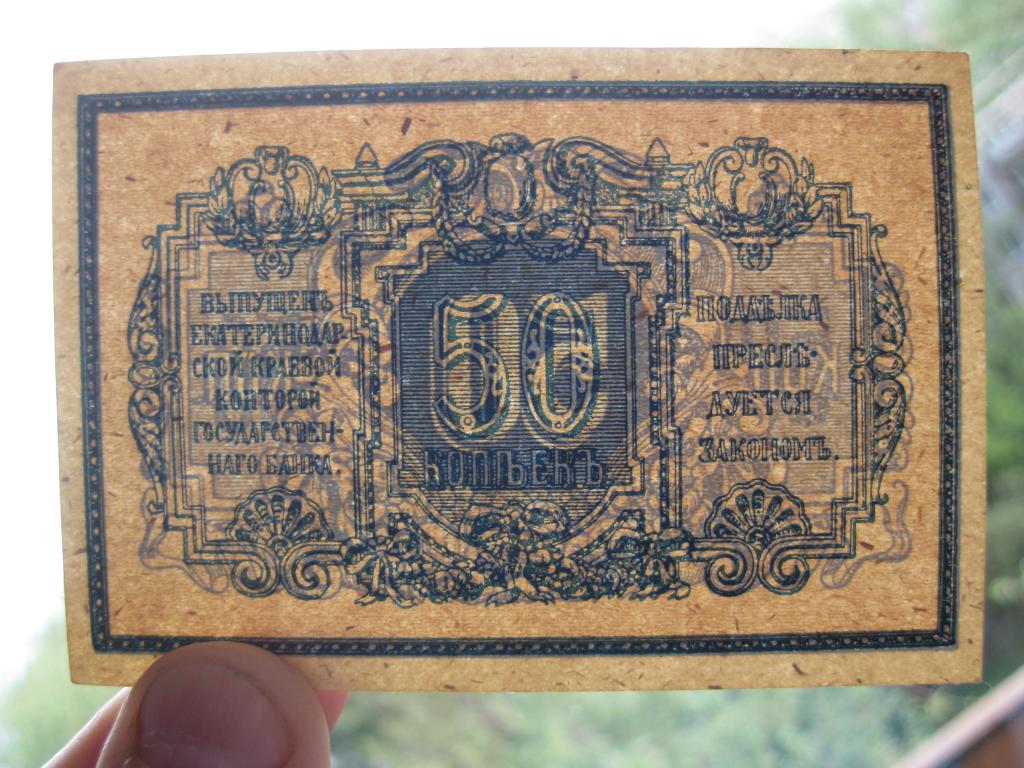 ВЫПУЩЕНЪ
ЕКАТЕРИНОДАР-
СКОЙ КРАЕВОЙ
КОНТОРОЙ
ГОСУДАРСТВЕН-
НАГО БАНКА.
50
КОПѢЕКЪ
ПОДДѢЛКА
ПРЕСЛѢ-
ДУЕТСЯ
ЗАКОНОМЪ.